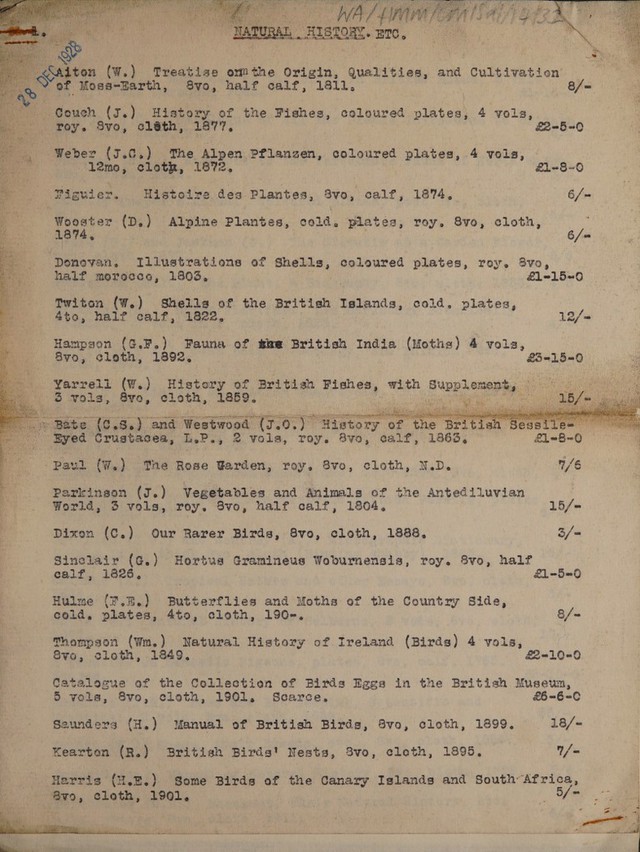 1.
NATURAL HISTORY. ETC.
28 DEC 1928
Aiton (W.) Treatise on the Origin, Qualities, and Cultivation
of Moss-Earth, 8vo, half calf, 1811. 8/-
Couch (J.) History of the Fishes, coloured plates, 4 vols,
roy. 8vo, cloth, 1877. £2-5-0
Weber (J.C.) The Alpen Pflanzen, coloured plates, 4 vols,
12mo, cloth, 1872. £1-8-0
Figuier. Histoire des Plantes, 8vo, calf, 1874. 6/-
Wooster (D.) Alpine Plantes, cold. plates, roy. 8vo, cloth,
1874. 6/-
Donovan. Illustrations of Shells, coloured plates, roy. 8vo,
half morocco, 1803. £1-15-0
Twiton (W.) Shells of the British Islands, cold. plates,
4to, half calf, 1822. 12/-
Hampson (G.F.) Fauna of the British India (Moths) 4 vols,
8vo, cloth, 1892. £3-15-0
Yarrell (W.) History of British Fishes, with Supplement,
3 vols, 8vo, cloth, 1859. 15/-
Bate (C.S.) and Westwood (J.O.) History of the British Sessile-
Eyed Crustacea, L.P., 2 vols, roy. 8vo, calf, 1863. £1-8-0
Paul (W.) The Rose Garden, roy. 8vo, cloth, N.D. 7/6
Parkinson (J.) Vegetables and Animals of the Antediluvian
World, 3 vols, roy. 8vo, half calf, 1804. 15/-
Dixon (C.) Our Rarer Birds, 8vo, cloth, 1888. 3/-
Sinclair (G.) Hortus Gramineus Woburnensis, roy. 8vo, half
calf, 1826. £1-5-0
Hulme (F.E.) Butterflies and Moths of the Country Side,
cold. plates, 4to, cloth, 190-. 8/-
Thompson (Wm.) Natural History of Ireland (Birds) 4 vols,
8vo, cloth, 1849. £2-10-0
Catalogue of the Collection of Birds Eggs in the British Museum,
5 vols, 8vo, cloth, 1901. Scarce. £6-6-0
Saunders (H.) Manual of British Birds, 8vo, cloth, 1899. 18/-
Kearton (R.) British Birds' Nests, 8vo, cloth, 1895. 7/-
Harris (H.E.) Some Birds of the Canary Islands and South Africa,
8vo, cloth, 1901. 5/-